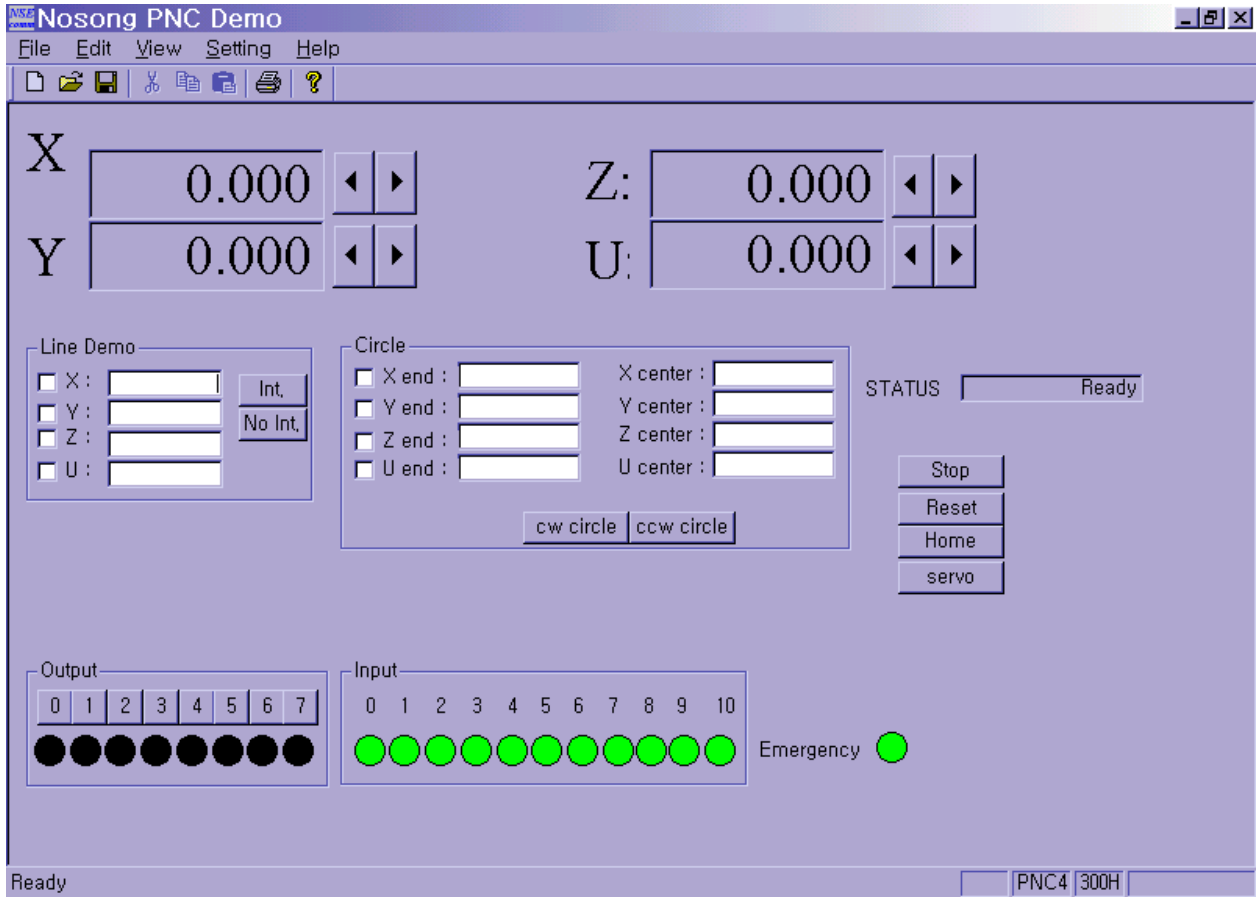 NSE comm Nosong PNC Demo
File Edit View Setting Help
X 0.000 Z: 0.000
Y 0.000 U: 0.000
Line Demo
X :
Y :
Z :
U :
Int,
No Int,
Circle
X end : X center :
Y end : Y center :
Z end : Z center :
U end : U center :
cw circle ccw circle
STATUS Ready
Stop
Reset
Home
servo
Output
0 1 2 3 4 5 6 7
Input
0 1 2 3 4 5 6 7 8 9 10
Emergency
Ready PNC4 300H